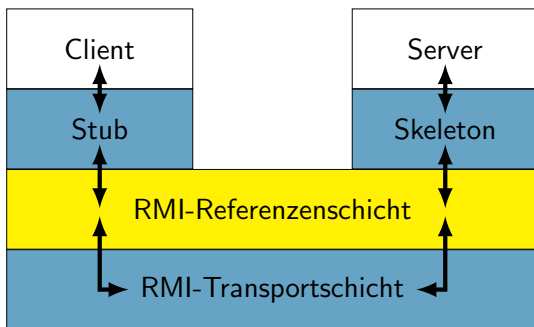 Client
Server
Stub
Skeleton
RMI-Referenzenschicht
RMI-Transportschicht